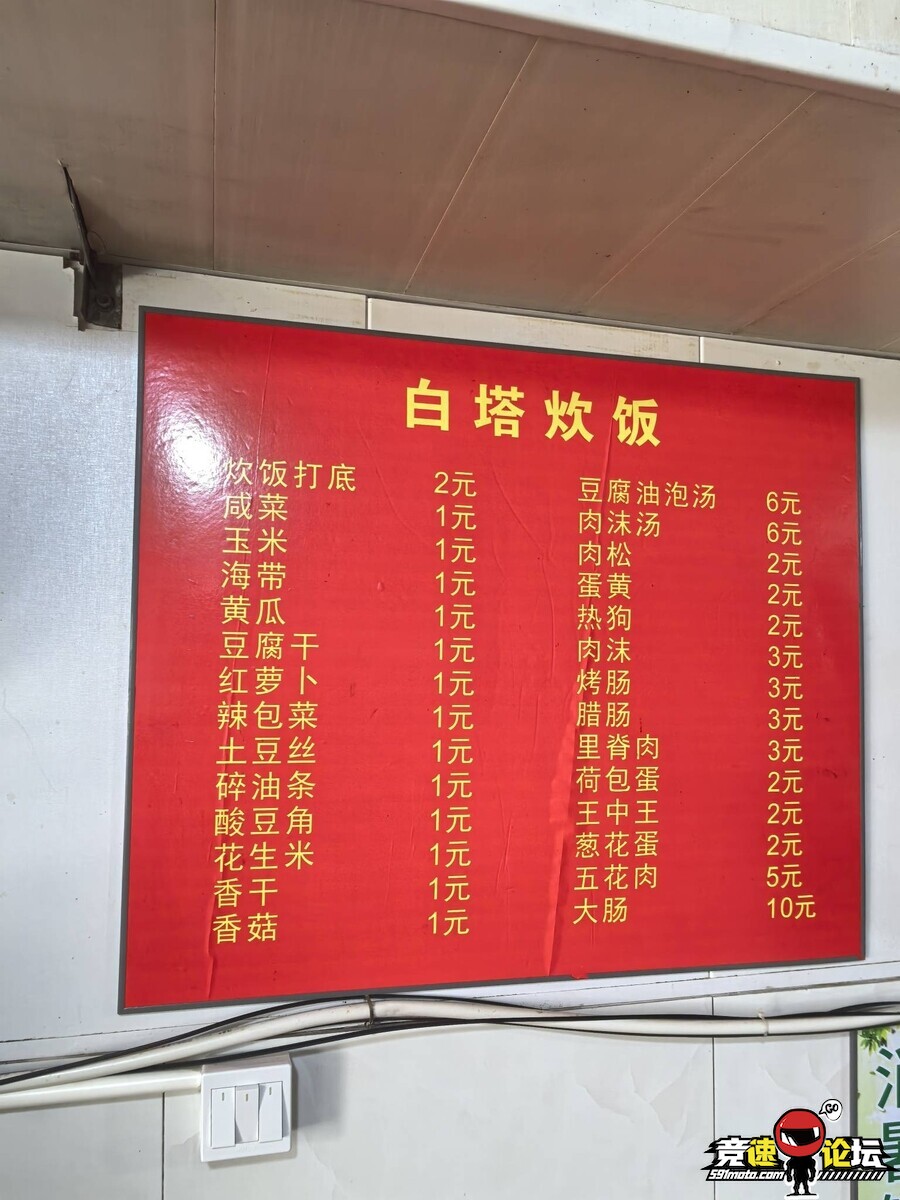 白塔炊饭
炊饭打底 2元
咸菜 1元
玉米 1元
海带 1元
黄瓜 1元
豆腐干 1元
红萝卜 1元
辣包菜 1元
土豆丝 1元
碎油条 1元
酸豆角 1元
花生米 1元
香干 1元
香菇 1元
豆腐油泡汤 6元
肉沫汤 6元
肉松 2元
蛋黄 2元
热狗 2元
肉沫 3元
烤肠 3元
腊肠 3元
里脊肉 3元
荷包蛋 2元
王中王 2元
葱花蛋 2元
五花肉 5元
大肠 10元
GO
竞速论坛
591moto.com